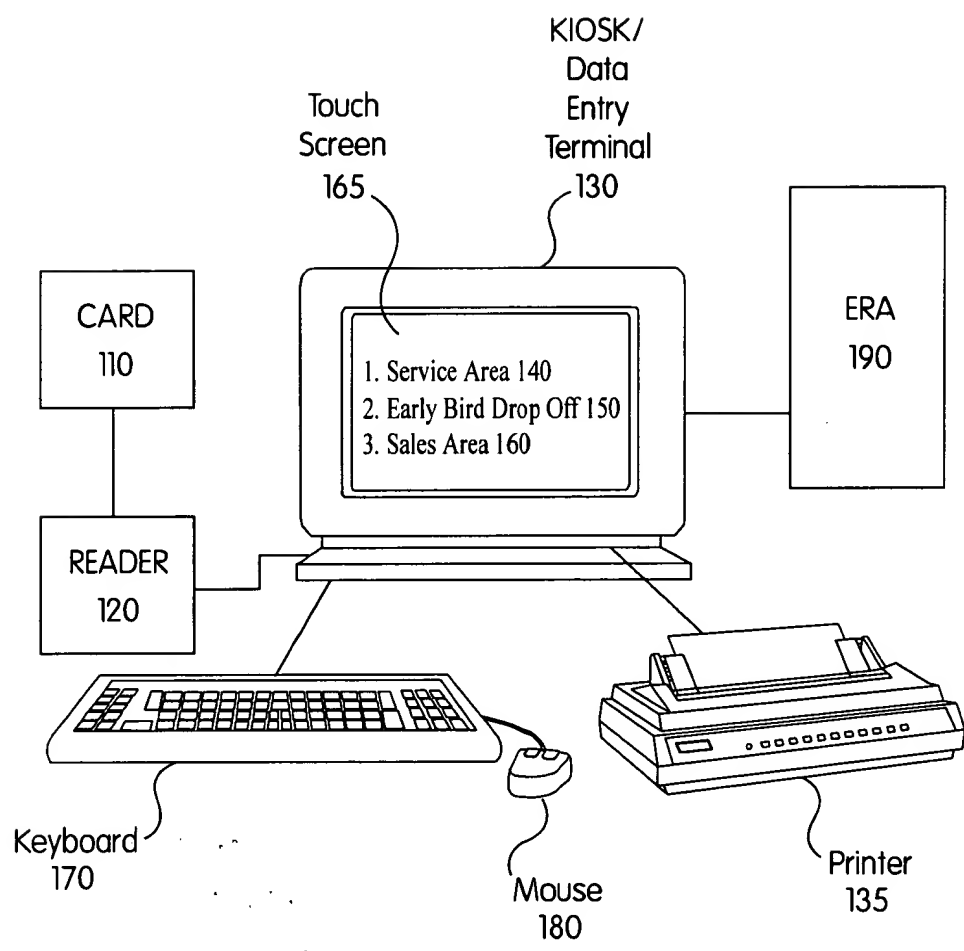 KIOSK/
Data
Entry
Terminal
130
Touch
Screen
165
CARD
110
ERA
190
1. Service Area 140
2. Early Bird Drop Off 150
3. Sales Area 160
READER
120
Keyboard
170
Mouse
180
Printer
135